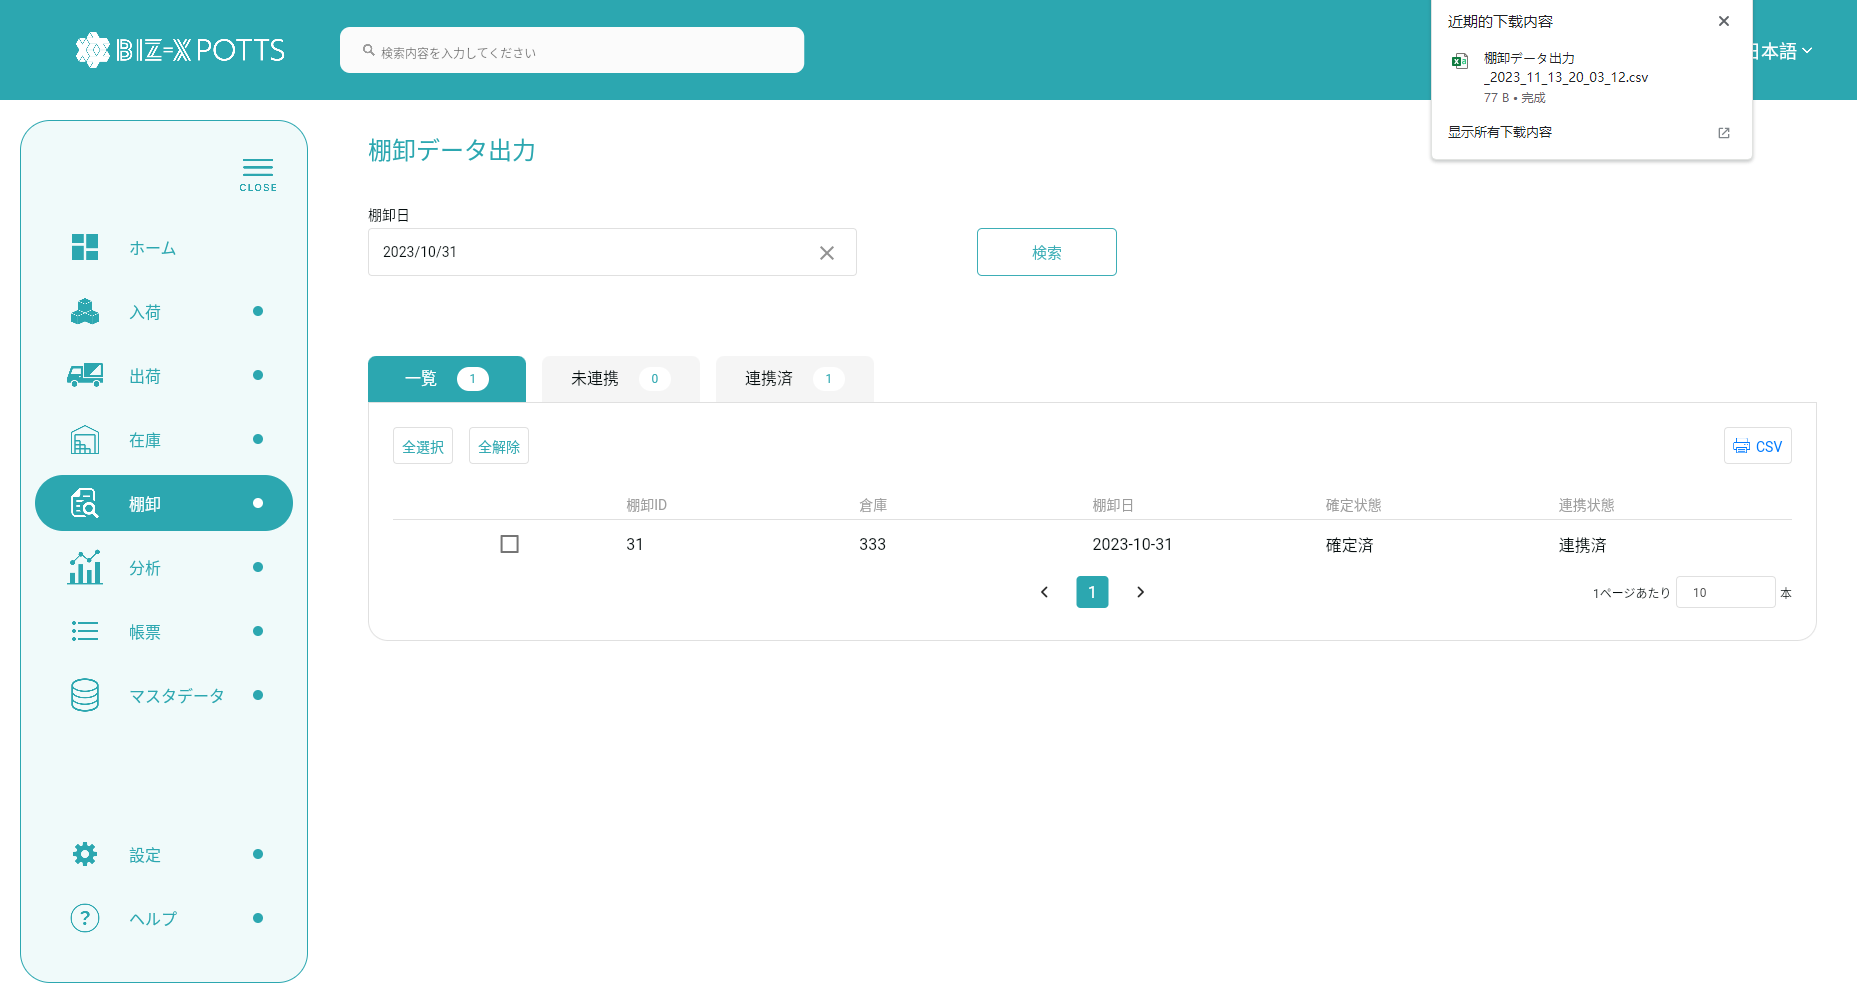 BIZ=X POTTS
検索内容を入力してください
近期的下载内容
棚卸データ出力
_2023_11_13_20_03_12.csv
77 B • 完成
显示所有下载内容
日本語
CLOSE
ホーム
入荷
出荷
在庫
棚卸
分析
帳票
マスタデータ
設定
ヘルプ
棚卸データ出力
棚卸日
2023/10/31
検索
一覧 1
未連携 0
連携済 1
全選択 全解除
CSV
棚卸ID 倉庫 棚卸日 確定状態 連携状態
31 333 2023-10-31 確定済 連携済
1
1ページあたり 10 本